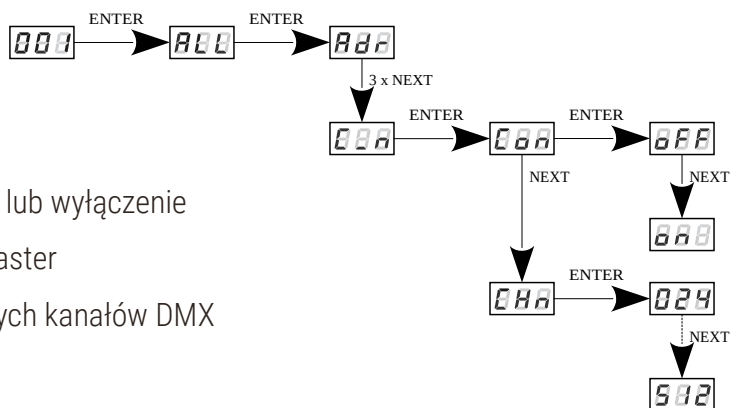 001 ENTER ALL ENTER Adr
3 x NEXT
C_n ENTER Con ENTER oFF
NEXT NEXT
on
lub wyłączenie
aster
ych kanałów DMX
CHn ENTER 024
NEXT
512